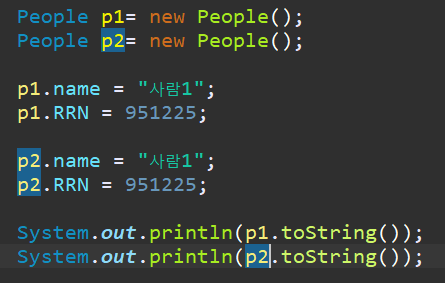 People p1= new People();
People p2= new People();
p1.name = "사람1";
p1.RRN = 951225;
p2.name = "사람1";
p2.RRN = 951225;
System.out.println(p1.toString());
System.out.println(p2.toString());